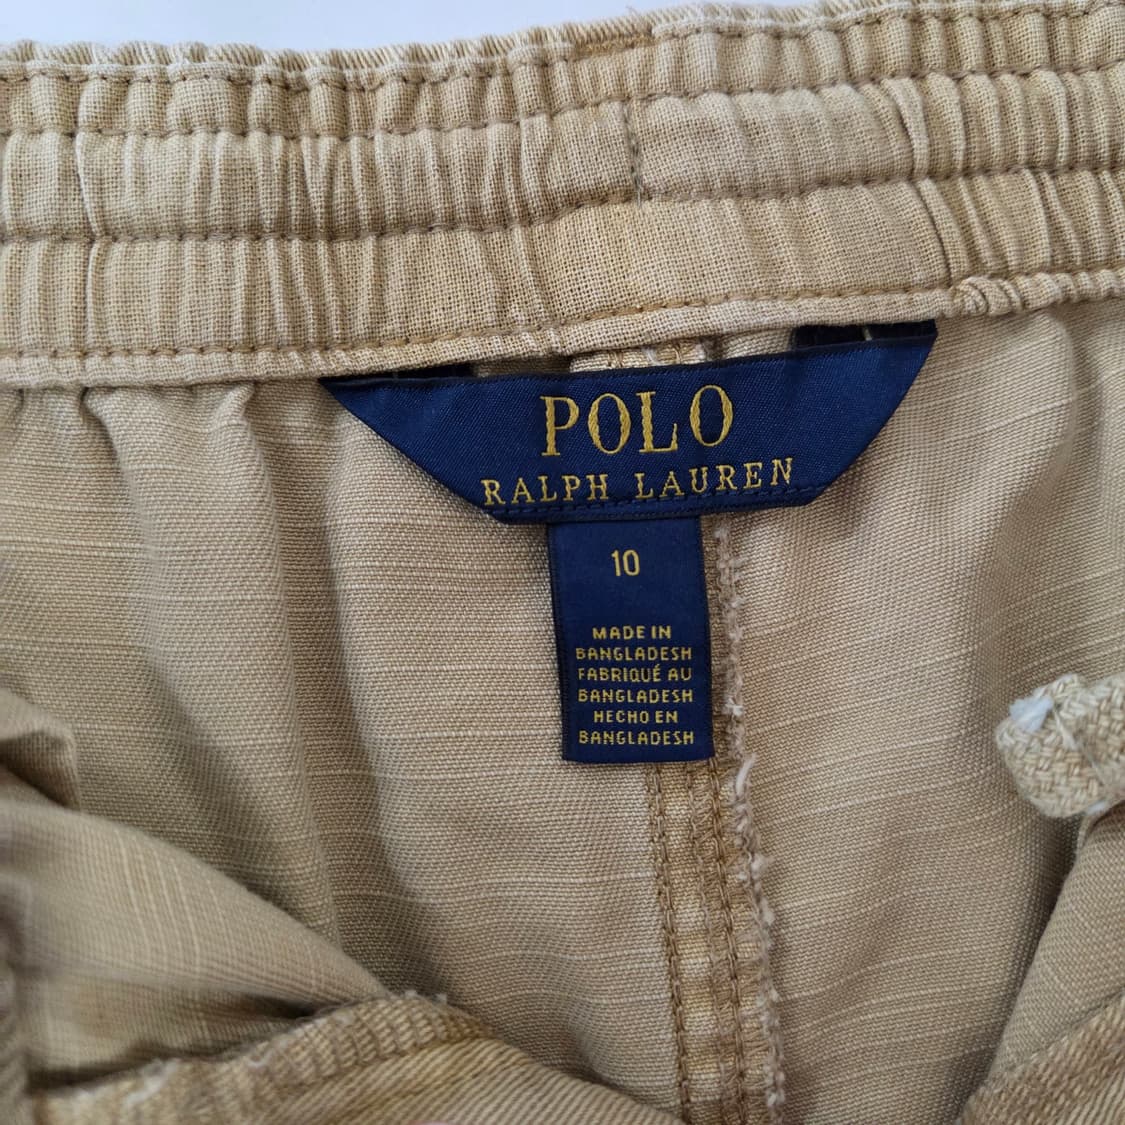 POLO
RALPH LAUREN
10
MADE IN
BANGLADESH
FABRIQUÉ AU
BANGLADESH
HECHO EN
BANGLADESH